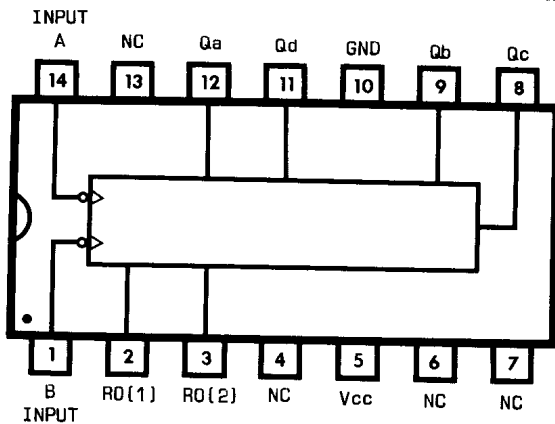 INPUT
A NC Qa Qd GND Qb Qc
14 13 12 11 10 9 8
1 2 3 4 5 6 7
B RO(1) RO(2) NC Vcc NC NC
INPUT